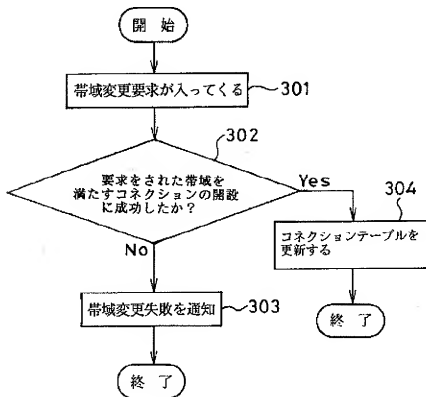 開 始
帯域変更要求が入ってくる
301
302
要求をされた帯域を
満たすコネクションの開設
に成功したか?
Yes
No
304
コネクションテーブルを
更新する
帯域変更失敗を通知
303
終 了
終 了